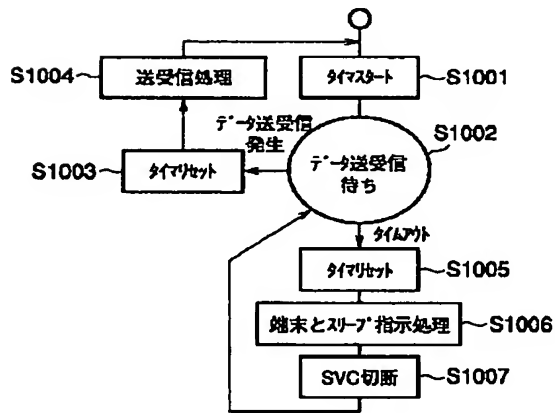 S1004
送受信処理
タイマスタート
S1001
データ送受信
発生
S1002
S1003
タイマリセット
データ送受信
待ち
タイムアウト
タイマリセット
S1005
端末とスリープ指示処理
S1006
SVC切断
S1007